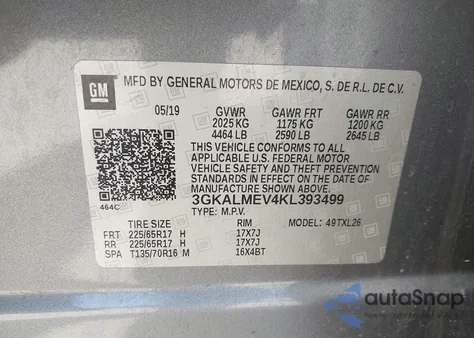 GM
MFD BY GENERAL MOTORS DE MEXICO, S. DE R.L. DE C.V.
05/19 GVWR GAWR FRT GAWR RR
2025 KG 1175 KG 1200 KG
4464 LB 2590 LB 2645 LB
THIS VEHICLE CONFORMS TO ALL
APPLICABLE U.S. FEDERAL MOTOR
VEHICLE SAFETY AND THEFT PREVENTION
STANDARDS IN EFFECT ON THE DATE OF
MANUFACTURE SHOWN ABOVE.
464C 3GKALMEV4KL393499
TYPE: M.P.V. MODEL: 49TXL26
TIRE SIZE RIM
FRT 225/65R17 H 17X7J
RR 225/65R17 H 17X7J
SPA T135/70R16 M 16X4BT
autoSnap